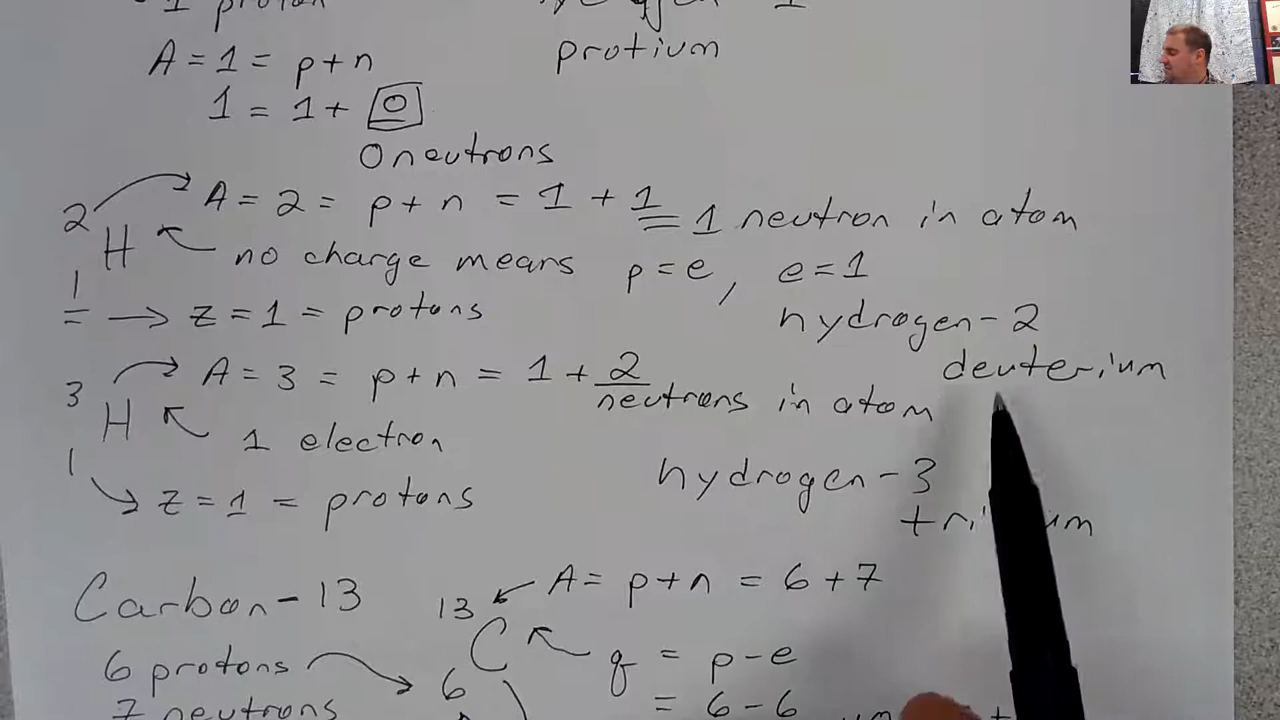 1 proton
protium
A = 1 = p+n
1 = 1 + 0
0 neutrons
2 A = 2 = p+n = 1 + 1 = 1 neutron in atom
H no charge means p = e, e = 1
1 → z = 1 = protons
hydrogen-2
deuterium
3 A = 3 = p+n = 1 + 2
neutrons in atom
H 1 electron
1 z = 1 = protons
hydrogen-3
Carbon-13
13 A = p+n = 6+7
C q = p-e
6 protons 6
= 6-6
7 neutrons